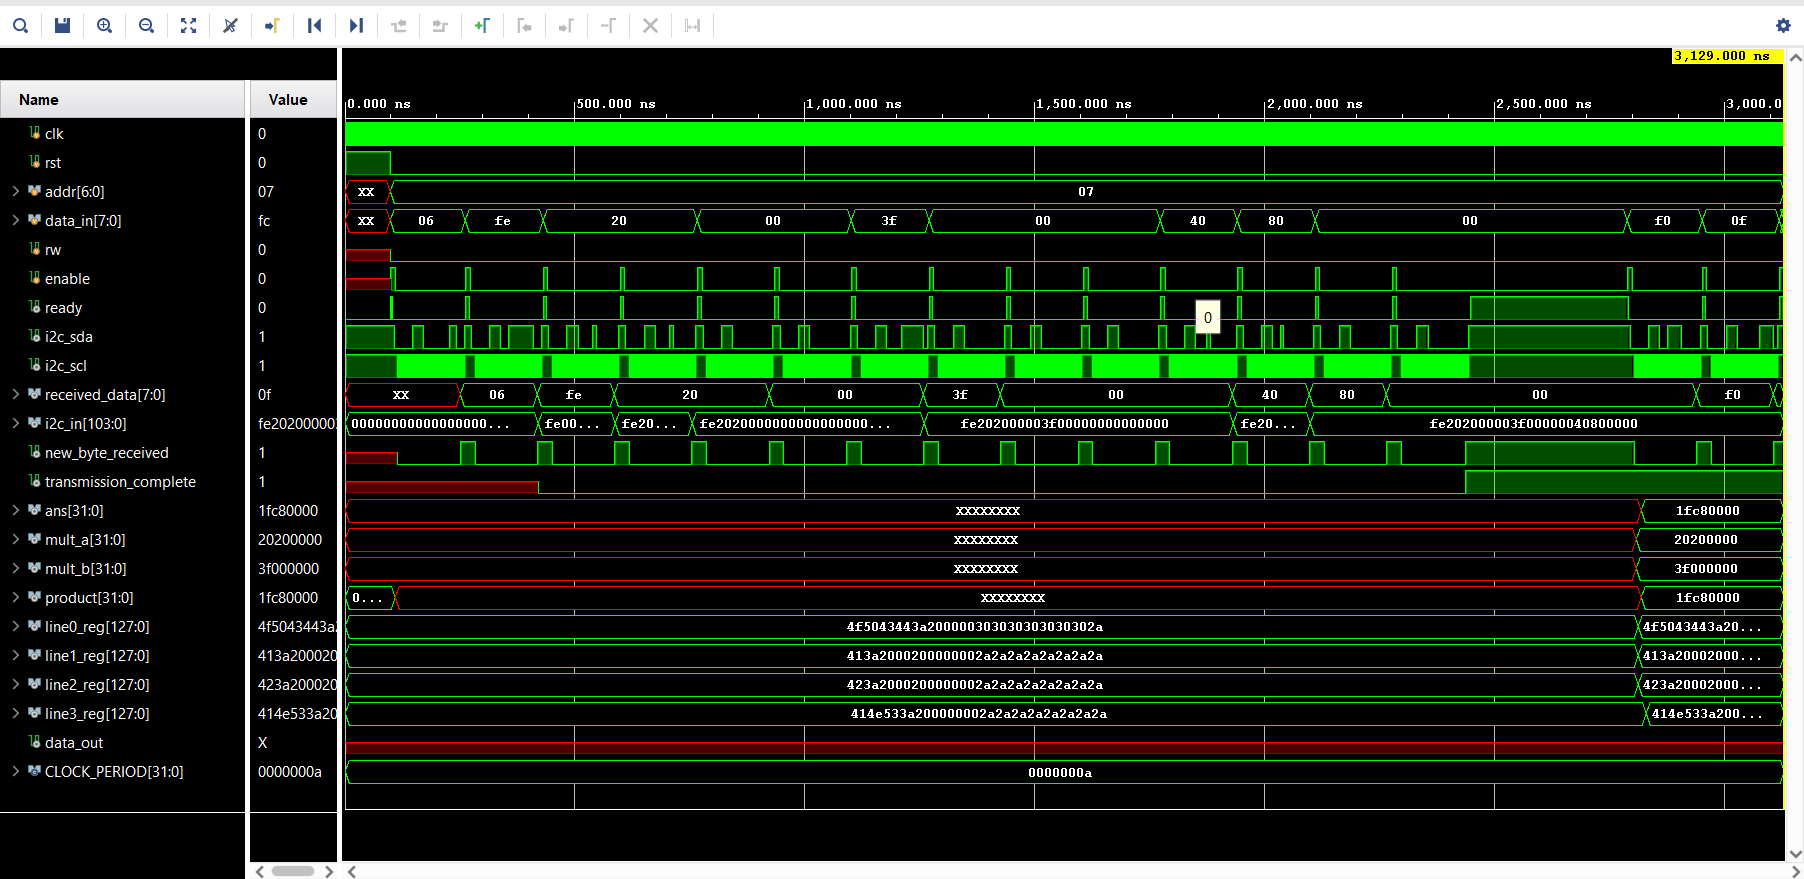 3,129.000 ns
Name Value
0.000 ns 500.000 ns 1,000.000 ns 1,500.000 ns 2,000.000 ns 2,500.000 ns 3,000.0
clk 0
rst 0
addr[6:0] 07 XX 07
data_in[7:0] fc XX 06 fe 20 00 3f 00 40 80 00 f0 0f
rw 0
enable 0
ready 0
0
i2c_sda 1
i2c_scl 1
received_data[7:0] 0f XX 06 fe 20 00 3f 00 40 80 00 f0
i2c_in[103:0] fe202000003 00000000000000000... fe00... fe20... fe2020000000000000000... fe202000003f00000000000000 fe20... fe202000003f00000040800000
new_byte_received 1
transmission_complete 1
ans[31:0] 1fc80000 XXXXXXXX 1fc80000
mult_a[31:0] 20200000 XXXXXXXX 20200000
mult_b[31:0] 3f000000 XXXXXXXX 3f000000
product[31:0] 1fc80000 0... XXXXXXXX 1fc80000
line0_reg[127:0] 4f5043443a 4f5043443a200000303030303030302a 4f5043443a20...
line1_reg[127:0] 413a200020 413a2000200000002a2a2a2a2a2a2a2a 413a20002000...
line2_reg[127:0] 423a200020 423a2000200000002a2a2a2a2a2a2a2a 423a20002000...
line3_reg[127:0] 414e533a20 414e533a200000002a2a2a2a2a2a2a2a 414e533a200...
data_out X
CLOCK_PERIOD[31:0] 0000000a 0000000a